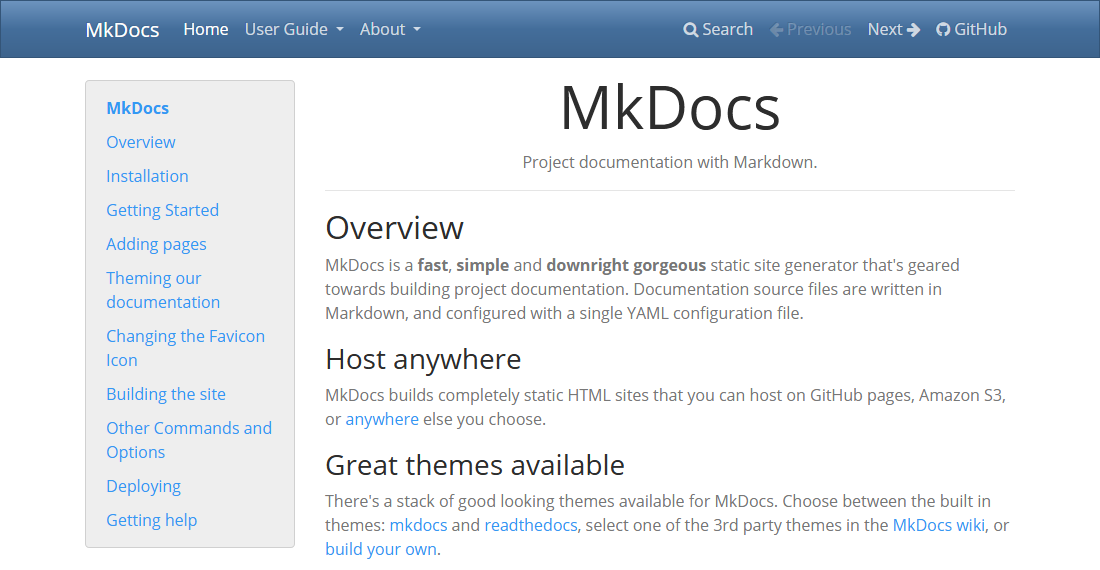 MkDocs Home User Guide About Search Previous Next GitHub
MkDocs
Overview
Installation
Getting Started
Adding pages
Theming our
documentation
Changing the Favicon
Icon
Building the site
Other Commands and
Options
Deploying
Getting help
MkDocs
Project documentation with Markdown.
Overview
MkDocs is a fast, simple and downright gorgeous static site generator that's geared
towards building project documentation. Documentation source files are written in
Markdown, and configured with a single YAML configuration file.
Host anywhere
MkDocs builds completely static HTML sites that you can host on GitHub pages, Amazon S3,
or anywhere else you choose.
Great themes available
There's a stack of good looking themes available for MkDocs. Choose between the built in
themes: mkdocs and readthedocs, select one of the 3rd party themes in the MkDocs wiki, or
build your own.